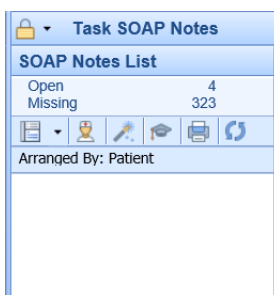 Task SOAP Notes
SOAP Notes List
Open 4
Missing 323
Arranged By: Patient